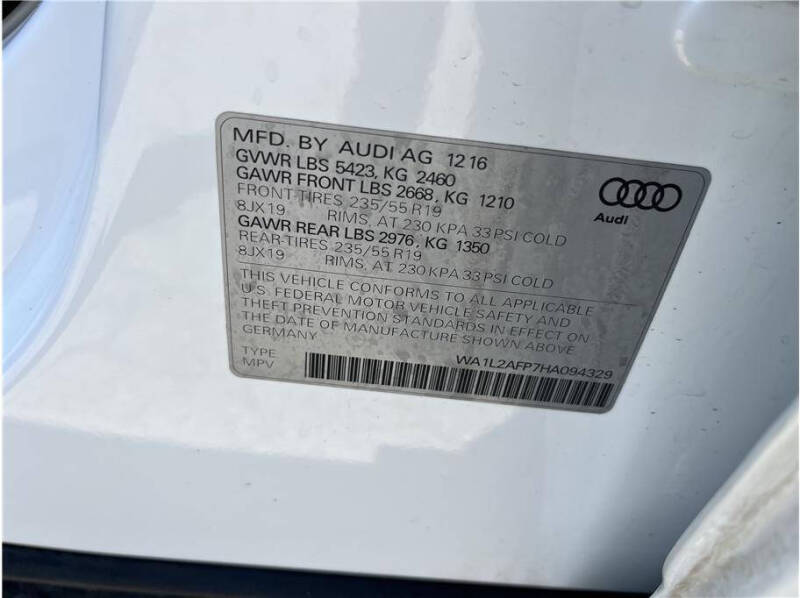 MFD. BY AUDI AG 12 16
GVWR LBS 5423, KG 2460
GAWR FRONT LBS 2668, KG 1210
FRONT-TIRES 235/55 R19
8JX19 RIMS, AT 230 KPA 33 PSI COLD
GAWR REAR LBS 2976, KG 1350
REAR-TIRES 235/55 R19
8JX19 RIMS, AT 230 KPA 33 PSI COLD
Audi
THIS VEHICLE CONFORMS TO ALL APPLICABLE
U.S. FEDERAL MOTOR VEHICLE SAFETY AND
THEFT PREVENTION STANDARDS IN EFFECT ON
THE DATE OF MANUFACTURE SHOWN ABOVE
GERMANY
TYPE WA1L2AFP7HA094329
MPV